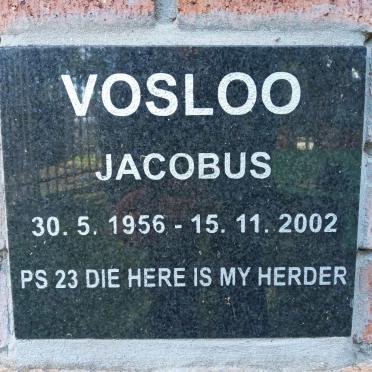 VOSLOO
JACOBUS
30. 5. 1956 - 15. 11. 2002
PS 23 DIE HERE IS MY HERDER